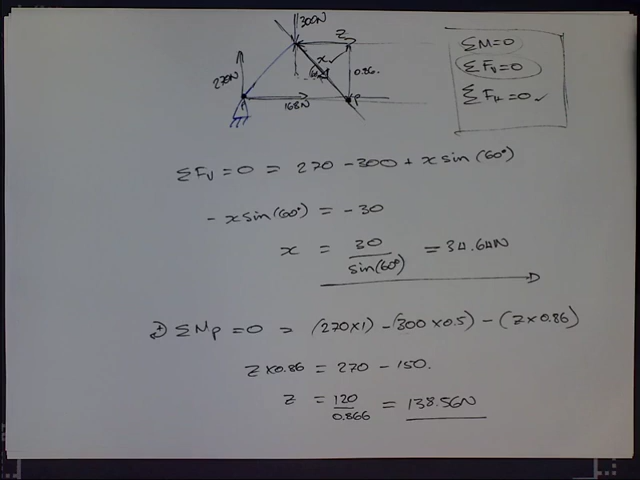 300N
z
x
60°
0.86.
270N
168N
P
ΣM=0
ΣFv=0
ΣFH=0 ✓
ΣFv=0 = 270 - 300 + x sin(60°)
- x sin(60°) = -30
x = 30/sin(60°) = 34.64N
ΣMp=0 = (270×1) - (300×0.5) - (z×0.86)
z×0.86 = 270 - 150.
z = 120/0.866 = 138.56N